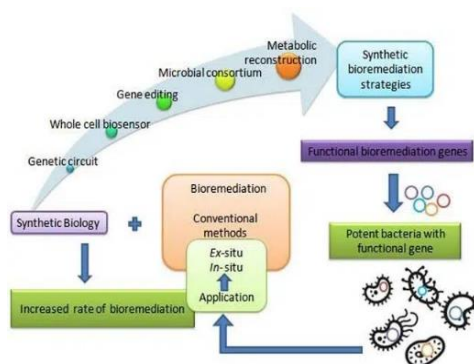 Metabolic
reconstruction
Microbial consortium
Gene editing
Whole cell biosensor
Genetic circuit
Synthetic
bioremediation
strategies
Functional bioremediation genes
Potent bacteria with
functional gene
Synthetic Biology
Bioremediation
Conventional
methods
Ex-situ
In- situ
Application
Increased rate of bioremediation